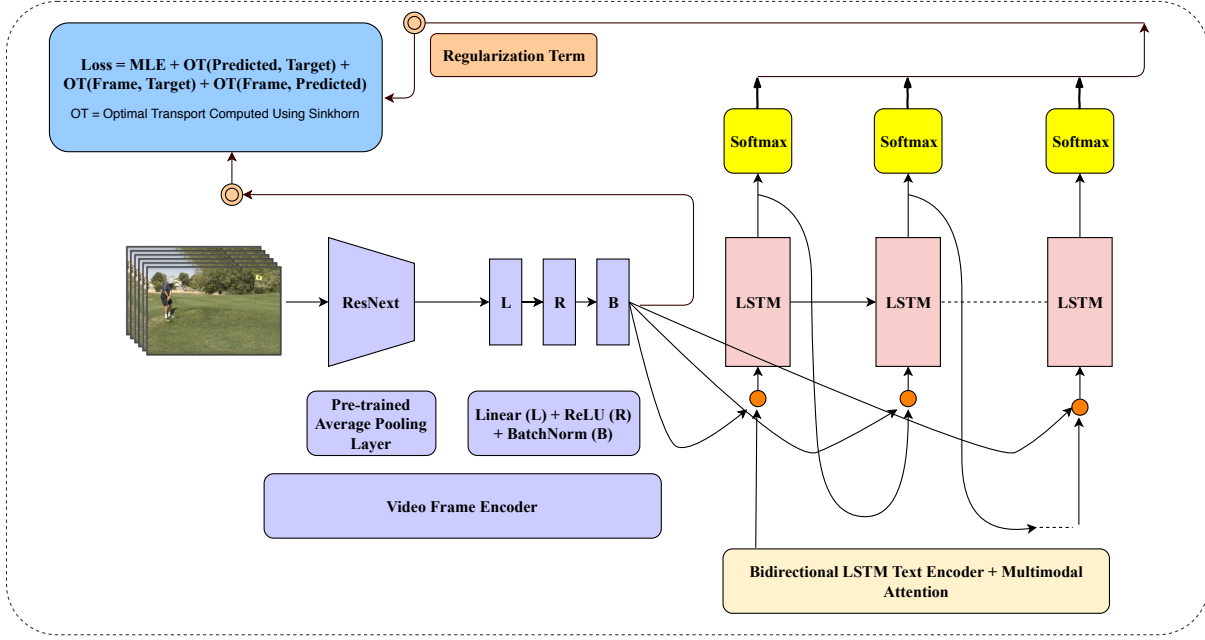 Loss = MLE + OT(Predicted, Target) +
OT(Frame, Target) + OT(Frame, Predicted)
OT = Optimal Transport Computed Using Sinkhorn
Regularization Term
Softmax
Softmax
Softmax
ResNext
L
R
B
LSTM
LSTM
LSTM
Pre-trained
Average Pooling
Layer
Linear (L) + ReLU (R)
+ BatchNorm (B)
Video Frame Encoder
Bidirectional LSTM Text Encoder + Multimodal
Attention